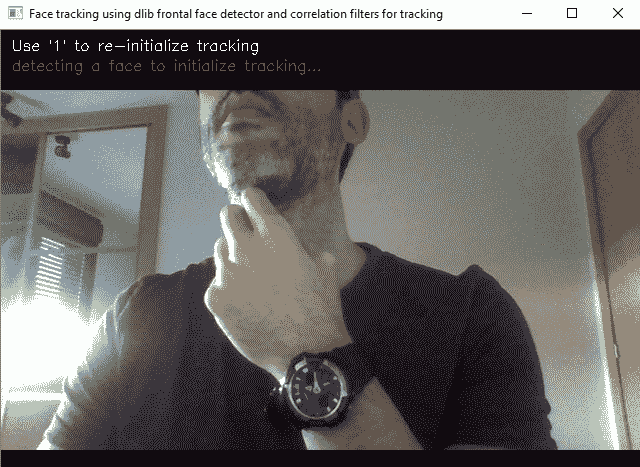 Face tracking using dlib frontal face detector and correlation filters for tracking
Use '1' to re-initialize tracking
detecting a face to initialize tracking...